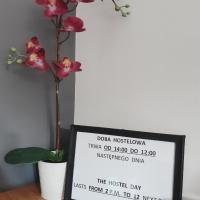 DOBA HOSTELOWA
TRWA OD 14:00 DO 12:00
NASTĘPNEGO DNIA
THE HOSTEL DAY
LASTS FROM 2 P.M. TO 12 NEXT